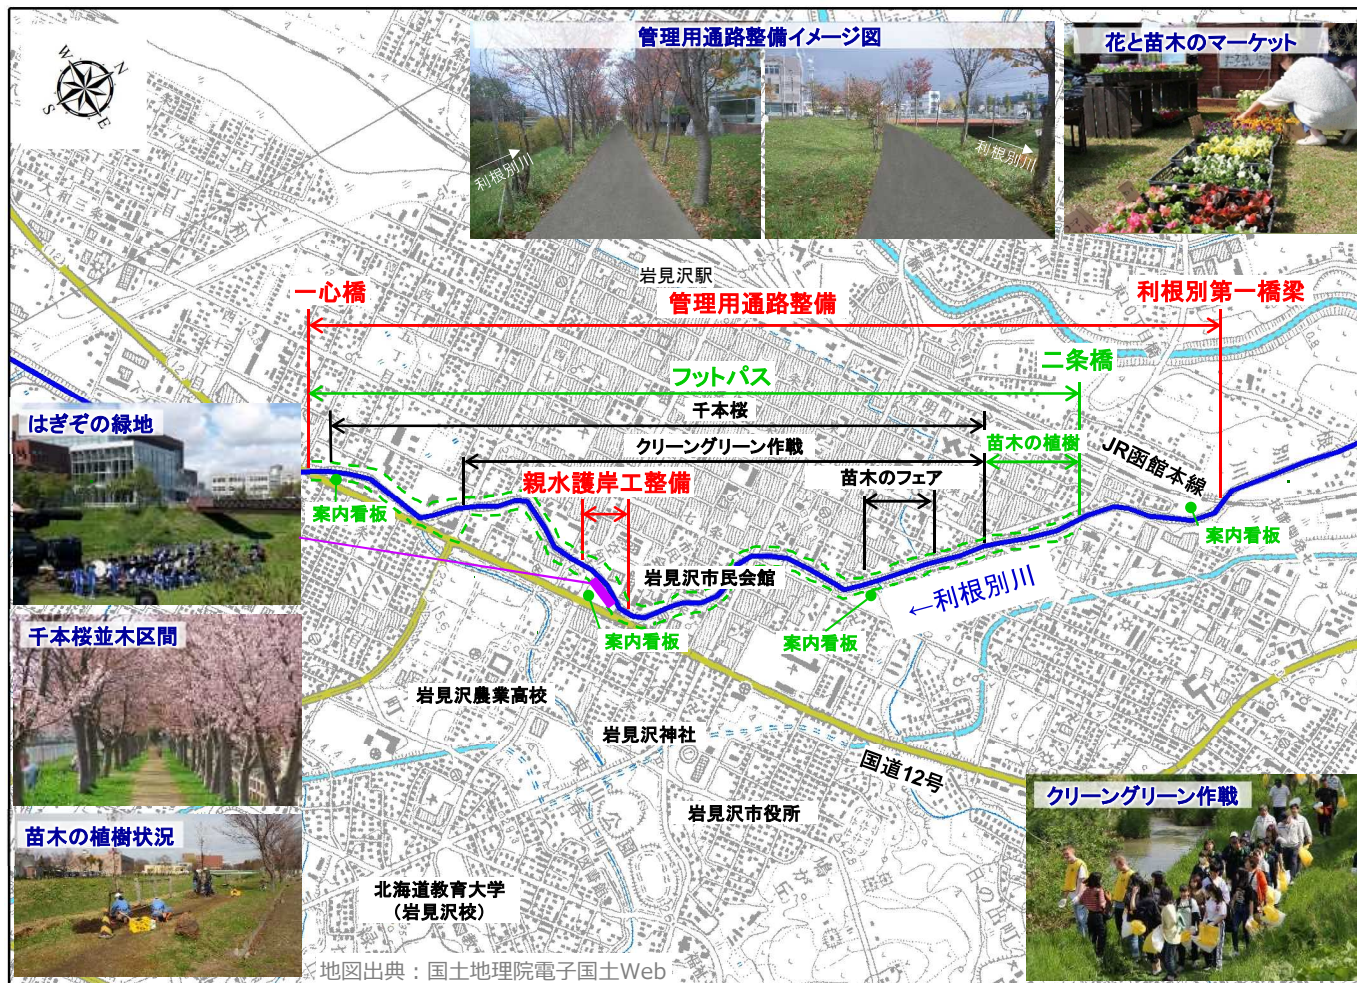 管理用通路整備イメージ図
花と苗木のマーケット
W
N
S
E
利根別川
利根別川
岩見沢駅
一心橋
管理用通路整備
利根別第一橋梁
二条橋
フットパス
千本桜
はぎぞの緑地
クリーングリーン作戦
苗木の植樹
JR函館本線
親水護岸工整備
苗木のフェア
案内看板
案内看板
岩見沢市民会館
←利根別川
案内看板
案内看板
千本桜並木区間
岩見沢農業高校
岩見沢神社
国道12号
クリーングリーン作戦
岩見沢市役所
苗木の植樹状況
北海道教育大学
（岩見沢校）
地図出典：国土地理院電子国土Web